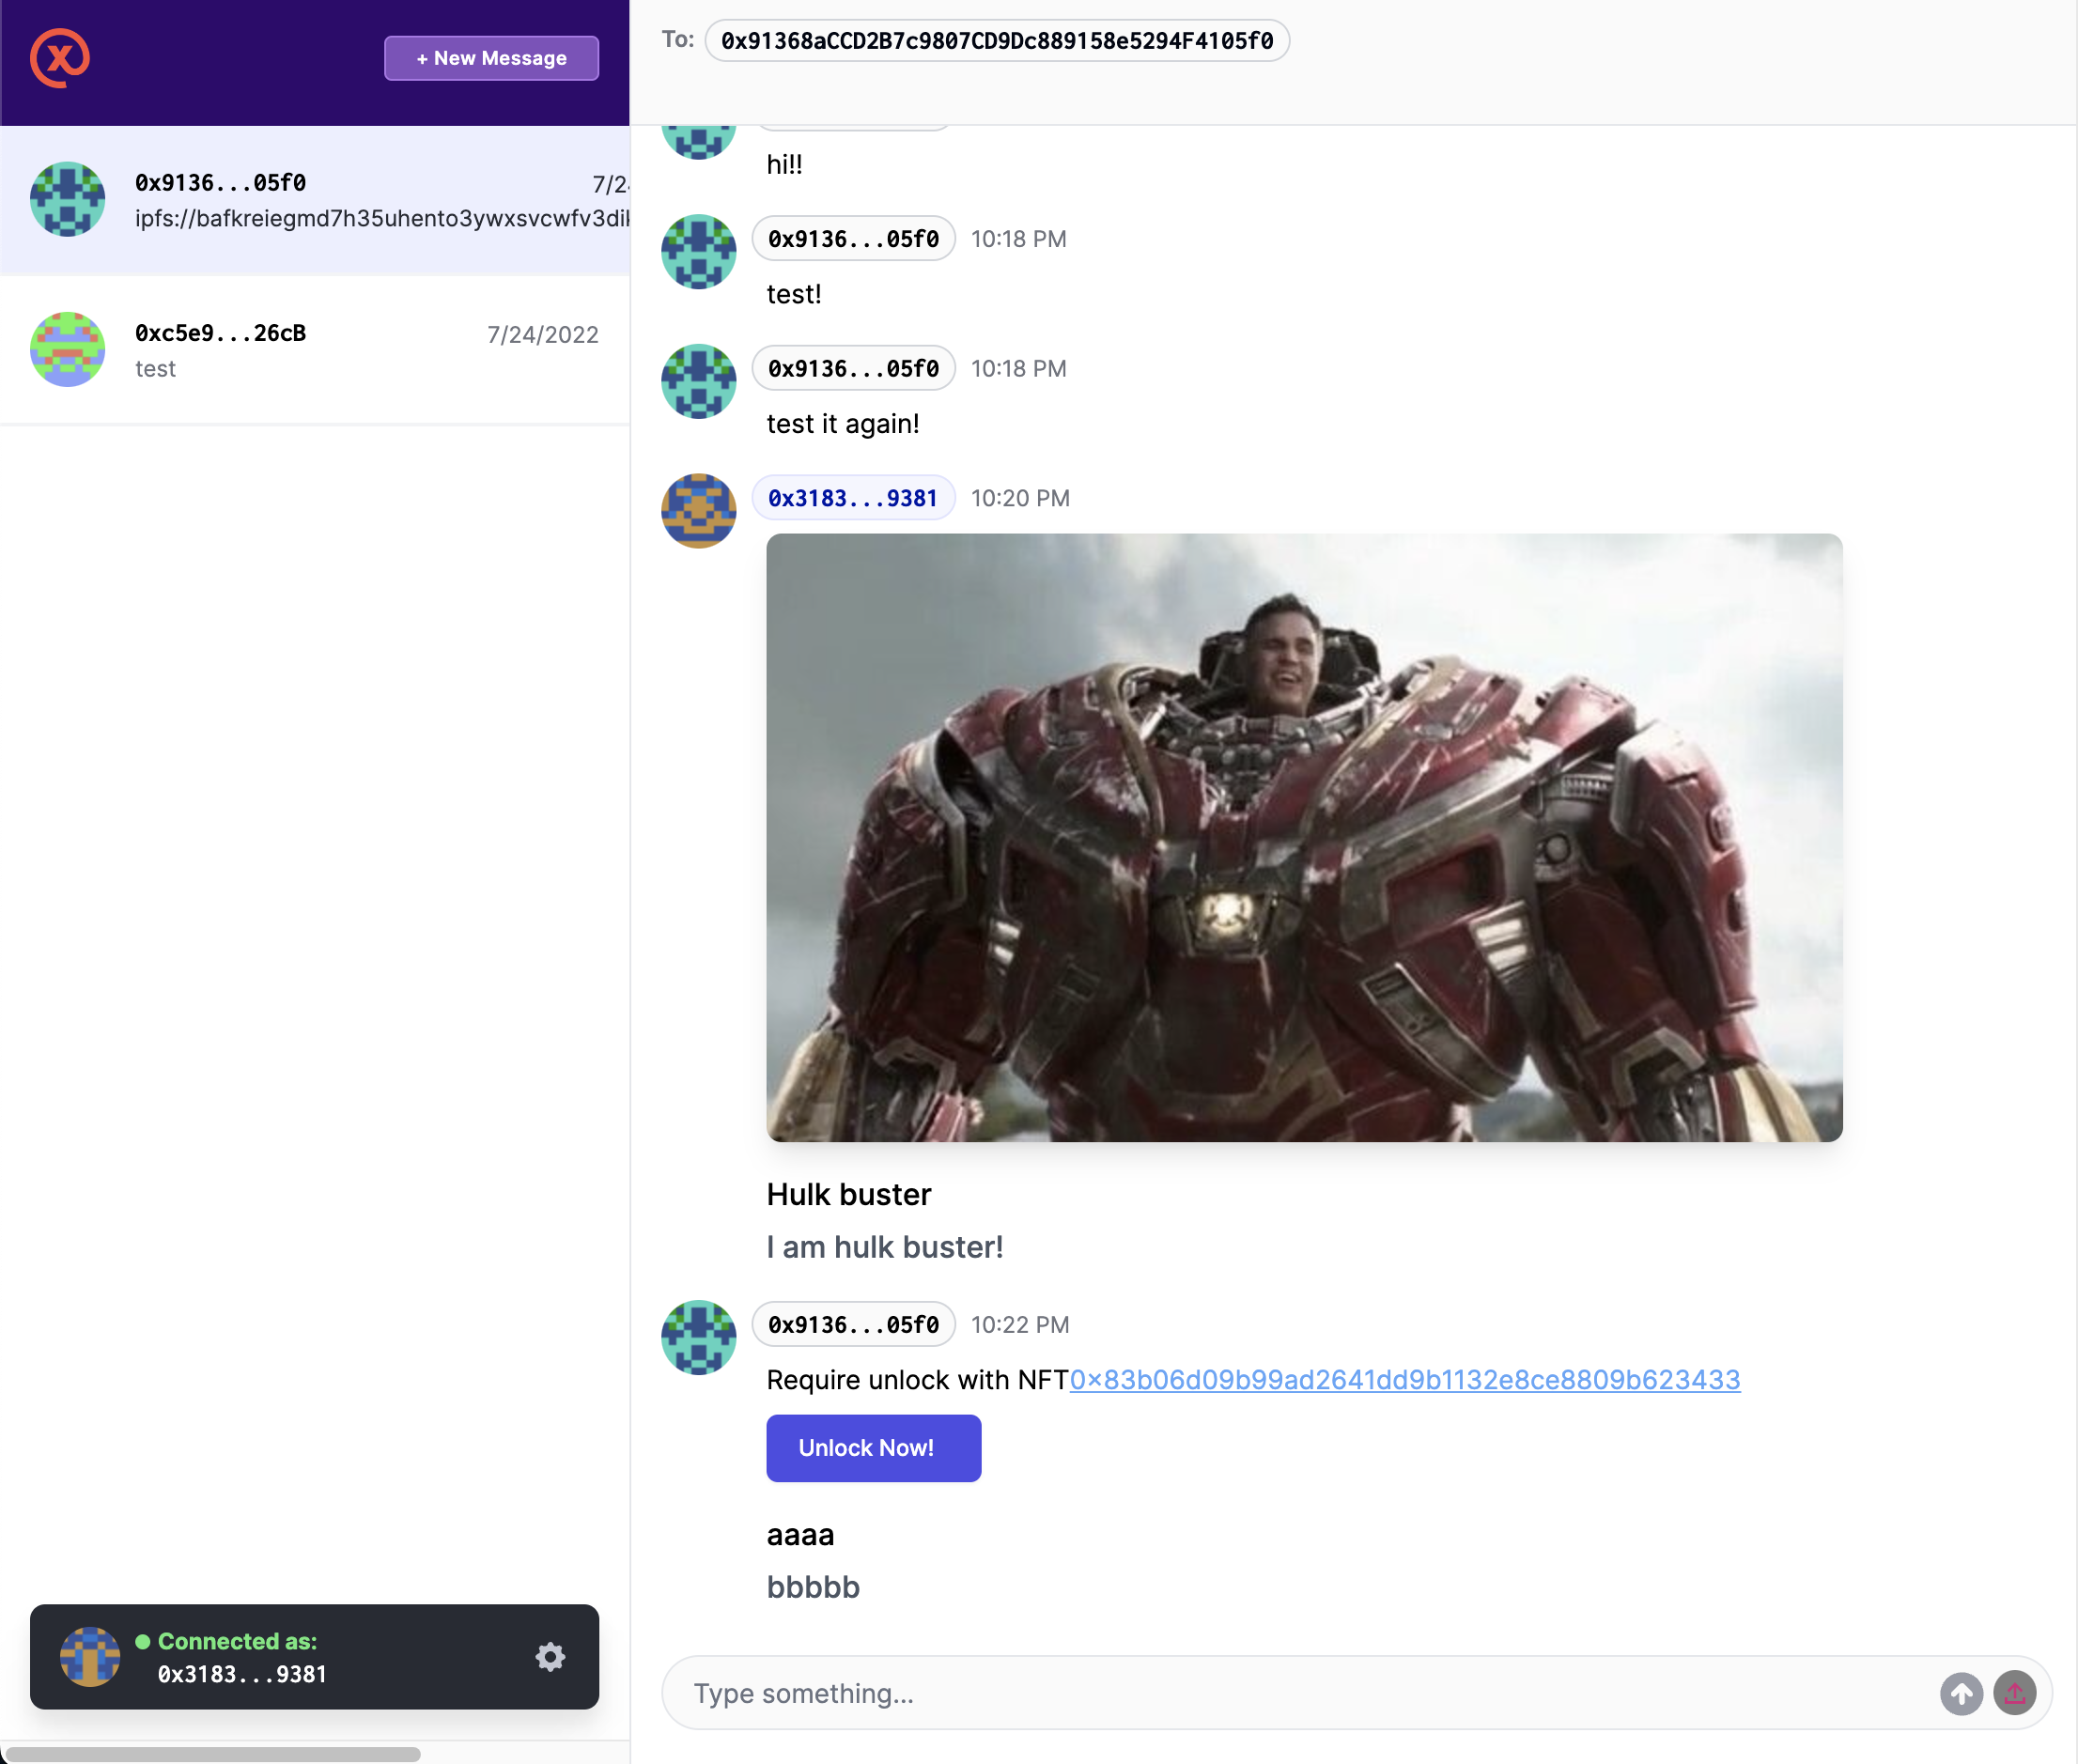 + New Message
0x9136...05f0
7/2
ipfs://bafkreiegmd7h35uhento3ywxsvcwfv3dik
0xc5e9...26cB 7/24/2022
test
Connected as:
0x3183...9381
To: 0x91368aCCD2B7c9807CD9Dc889158e5294F4105f0
hi!!
0x9136...05f0 10:18 PM
test!
0x9136...05f0 10:18 PM
test it again!
0x3183...9381 10:20 PM
Hulk buster
I am hulk buster!
0x9136...05f0 10:22 PM
Require unlock with NFT0x83b06d09b99ad2641dd9b1132e8ce8809b623433
Unlock Now!
aaaa
bbbbb
Type something...